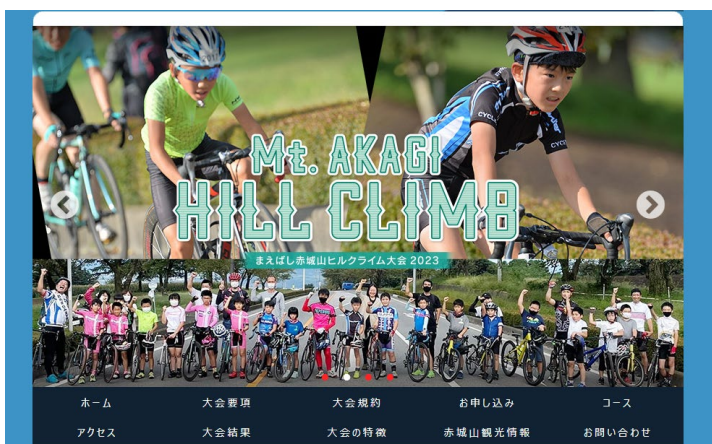 Mt. AKAGI
HILL CLIMB
まえばし赤城山ヒルクライム大会 2023
ホーム 大会要項 大会規約 お申し込み コース
アクセス 大会結果 大会の特徴 赤城山観光情報 お問い合わせ